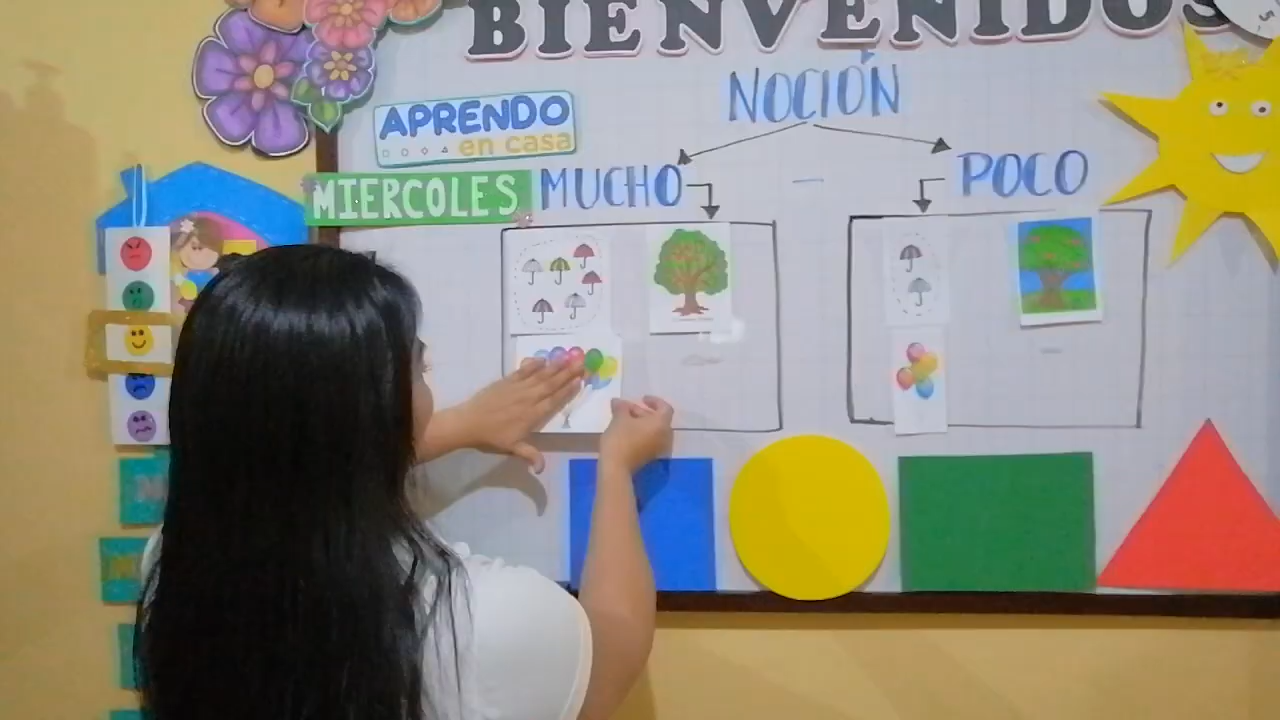 BIENVENIDOS
NOCIÓN
APRENDO
en casa
MIERCOLES
MUCHO
POCO